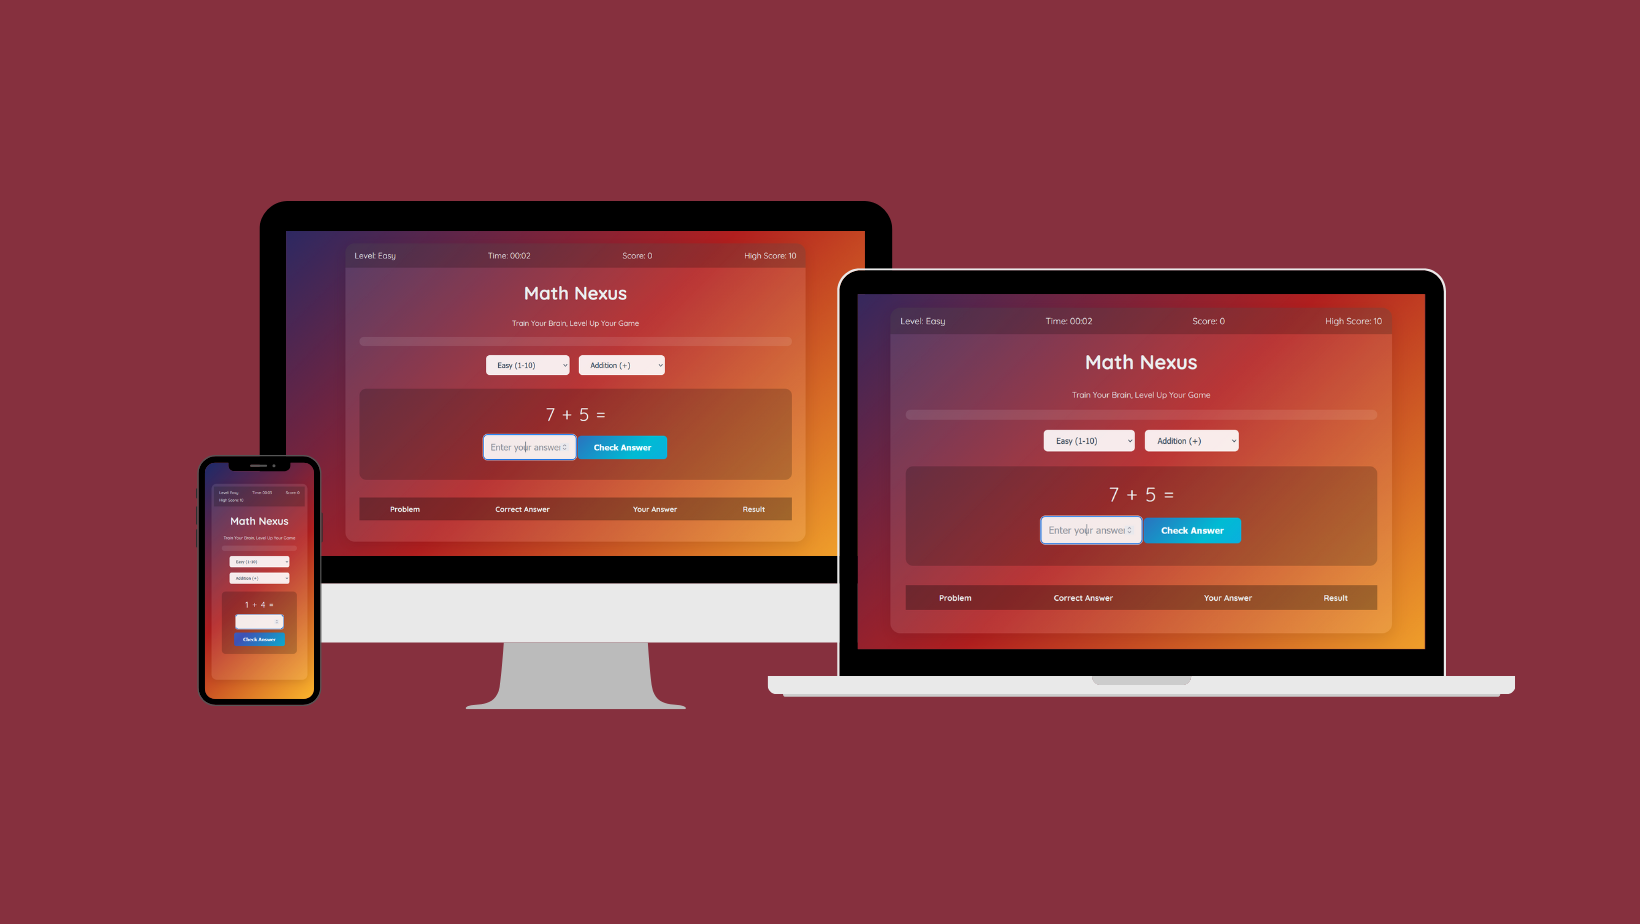 Level: Easy Time: 00:02 Score: 0 High Score: 10
Math Nexus
Train Your Brain, Level Up Your Game
Easy (1-10) Addition (+)
7 + 5 =
Enter your answer Check Answer
Problem Correct Answer Your Answer Result
Level: Easy Time: 00:02 Score: 0 High Score: 10
Math Nexus
Train Your Brain, Level Up Your Game
Easy (1-10) Addition (+)
7 + 5 =
Enter your answer Check Answer
Problem Correct Answer Your Answer Result
Level: Easy Time: 00:03 Score: 0
High Score: 10
Math Nexus
Train Your Brain, Level Up Your Game
Easy (1-10)
Addition (+)
1 + 4 =
Check Answer